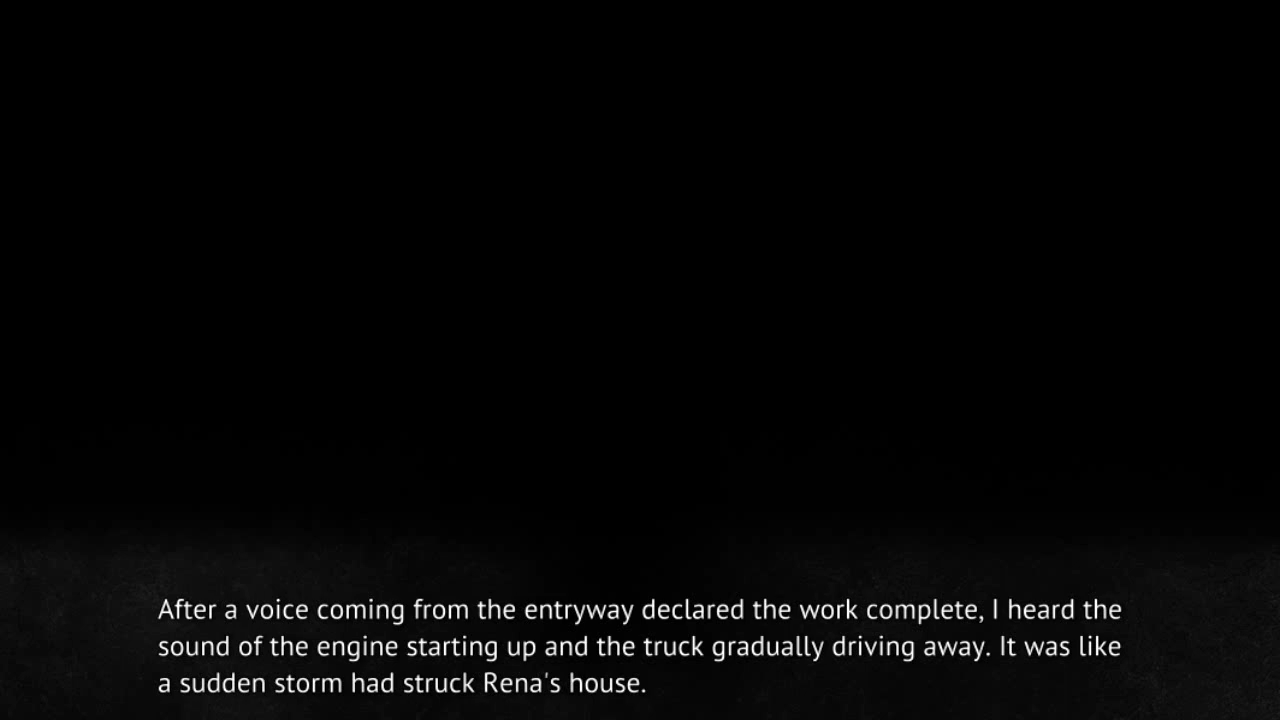 After a voice coming from the entryway declared the work complete, I heard the
sound of the engine starting up and the truck gradually driving away. It was like
a sudden storm had struck Rena's house.